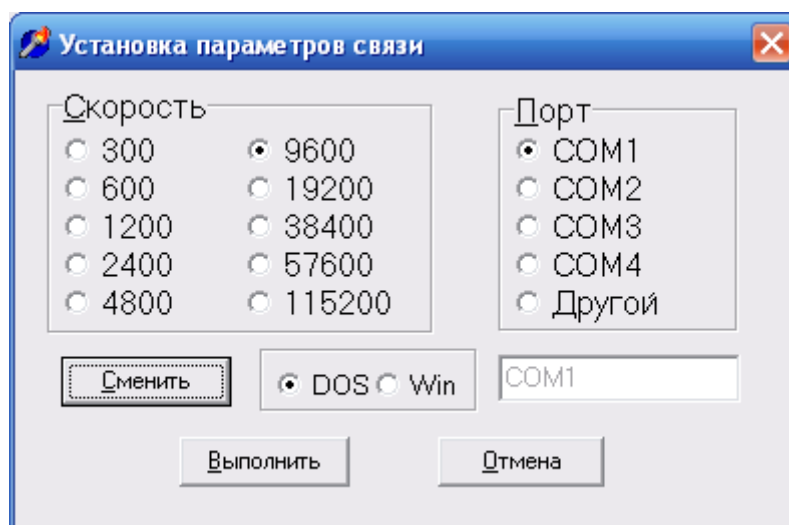 Установка параметров связи
Скорость
300
600
1200
2400
4800
9600
19200
38400
57600
115200
Порт
COM1
COM2
COM3
COM4
Другой
Сменить
DOS
Win
COM1
Выполнить
Отмена